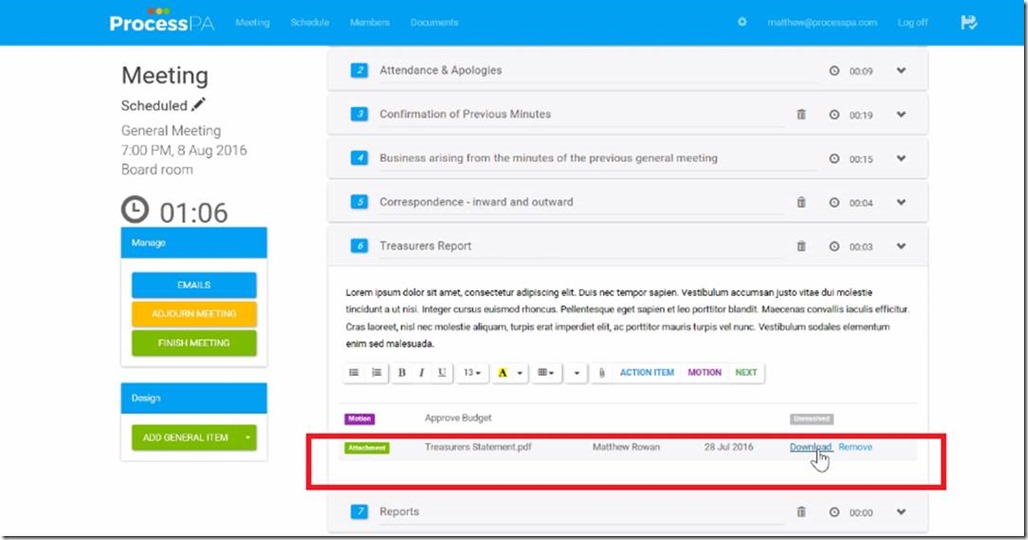 ProcessPA Meeting Schedule Members Documents matthew@processpa.com Log off
Meeting
Scheduled
General Meeting
7:00 PM, 8 Aug 2016
Board room
01:06
Manage
EMAILS
ADJOURN MEETING
FINISH MEETING
Design
ADD GENERAL ITEM
2 Attendance & Apologies 00:09
3 Confirmation of Previous Minutes 00:19
4 Business arising from the minutes of the previous general meeting 00:15
5 Correspondence - inward and outward 00:04
6 Treasurers Report 00:03
Lorem ipsum dolor sit amet, consectetur adipiscing elit. Duis nec tempor sapien. Vestibulum accumsan justo vitae dui molestie
tincidunt a ut nisi. Integer cursus euismod rhoncus. Pellentesque eget sapien et leo porttitor blandit. Maecenas convallis iaculis efficitur.
Cras laoreet, nisl nec molestie aliquam, turpis erat imperdiet elit, ac porttitor mauris turpis vel nunc. Vestibulum sodales elementum
enim sed malesuada.
B I U 13 A ACTION ITEM MOTION NEXT
Motion Approve Budget Unresolved
Attachment Treasurers Statement.pdf Matthew Rowan 28 Jul 2016 Download Remove
7 Reports 00:00